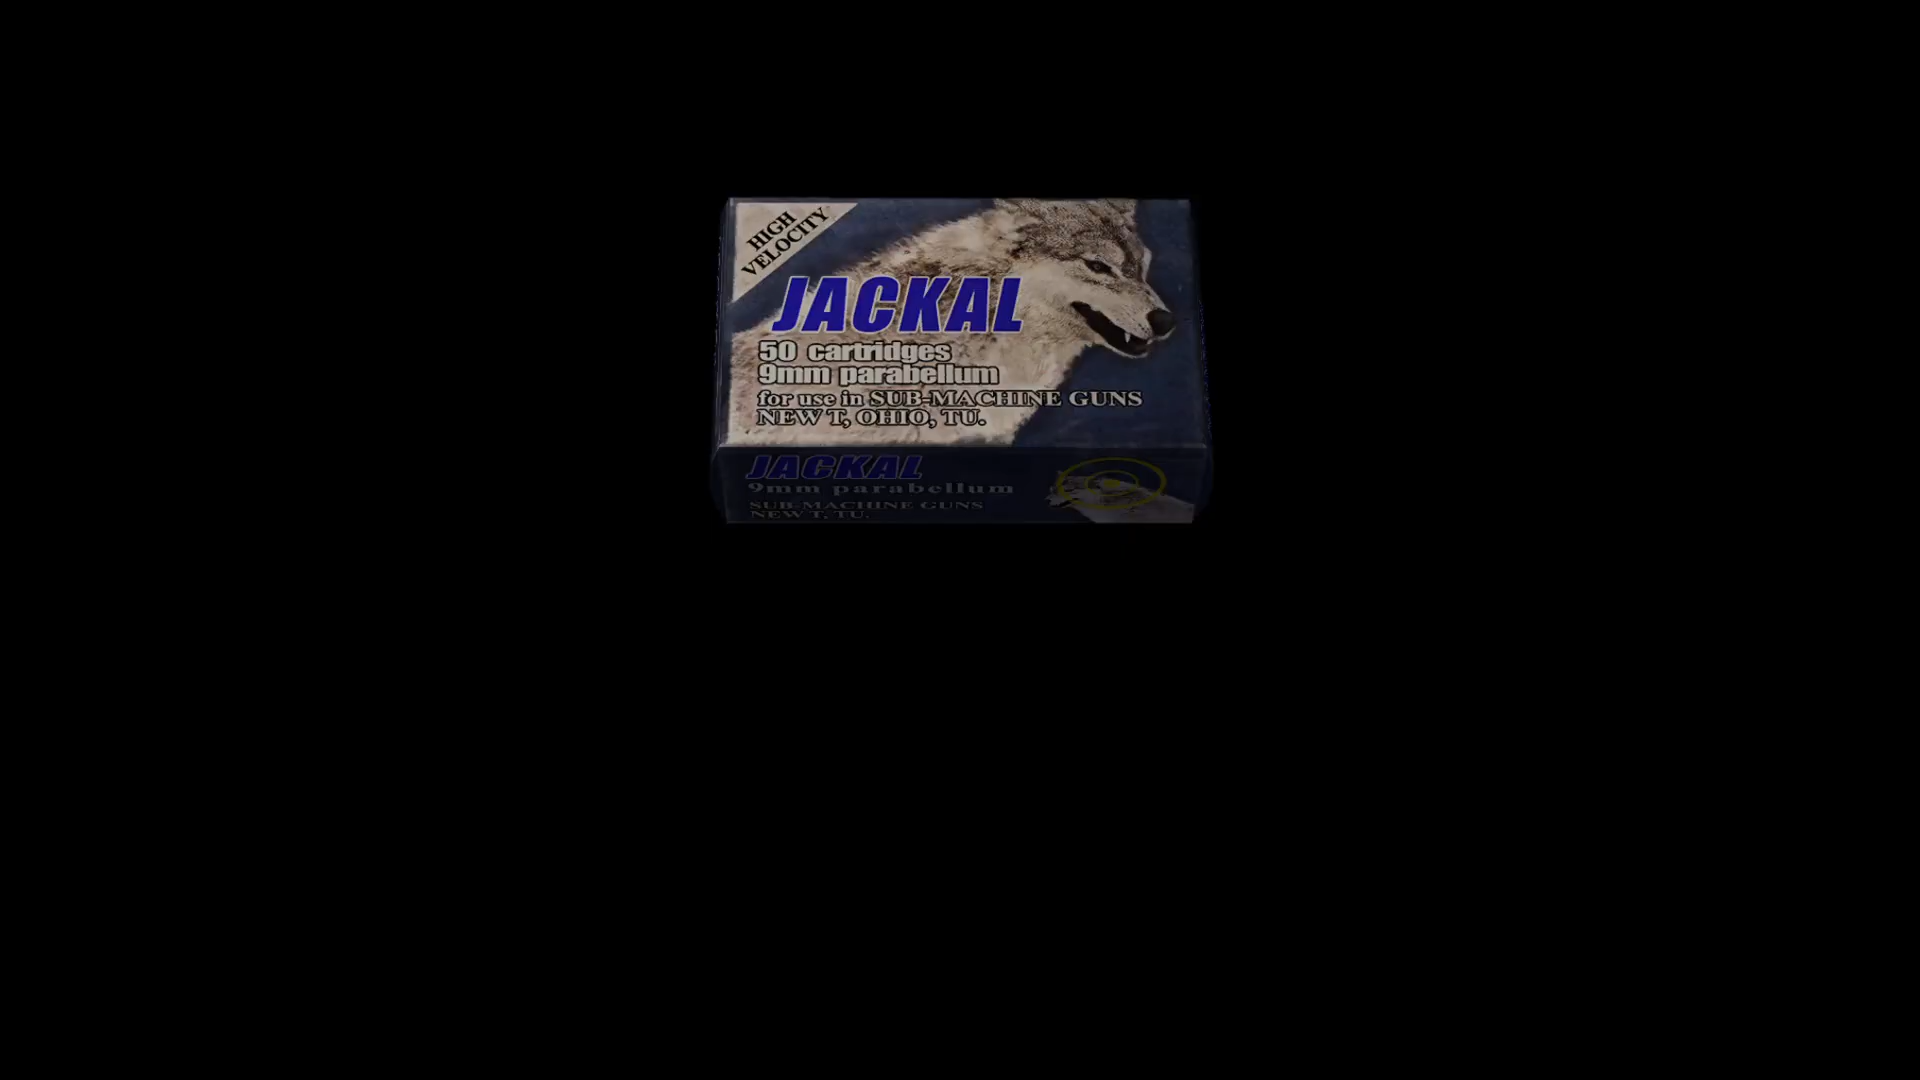 HIGH
VELOCITY
JACKAL
50 cartridges
9mm parabellum
for use in SUB-MACHINE GUNS
NEW T, OHIO, TU.
JACKAL
9mm parabellum
SUB-MACHINE GUNS
NEW T, TU.